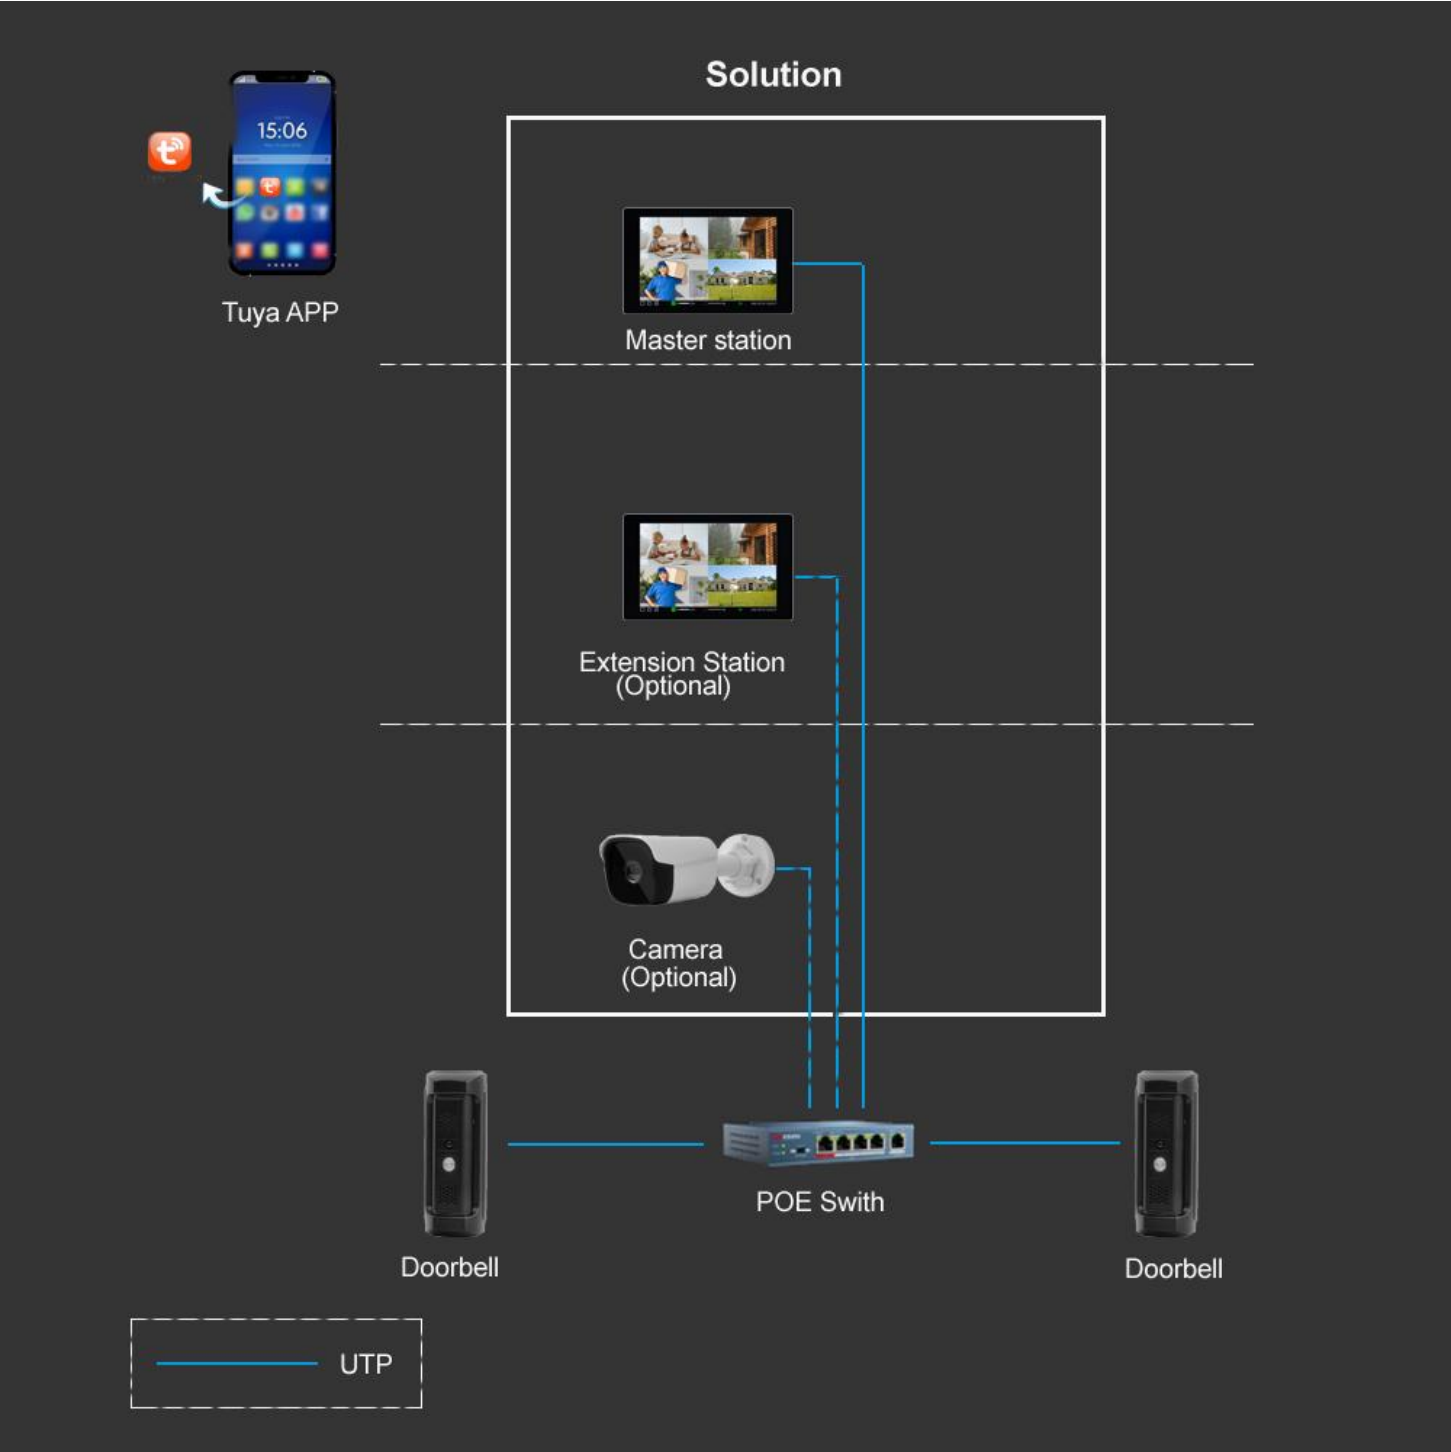 Solution
15:06
Tuya APP
Master station
Extension Station
(Optional)
Camera
(Optional)
POE Swith
Doorbell
Doorbell
UTP